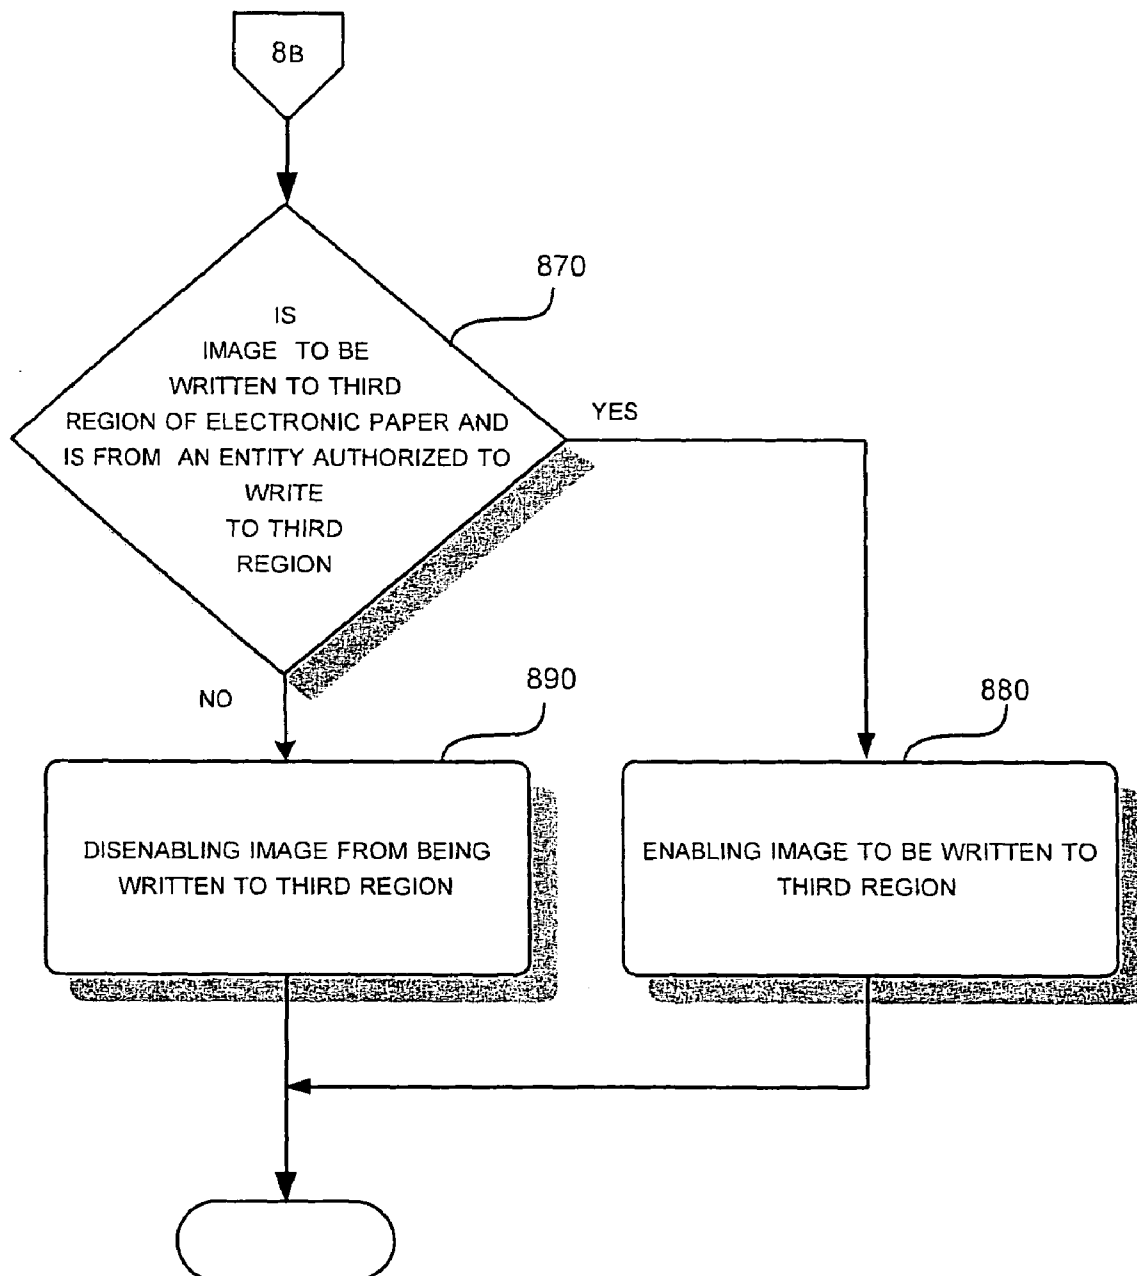 8B
870
IS
IMAGE TO BE
WRITTEN TO THIRD
REGION OF ELECTRONIC PAPER AND
IS FROM AN ENTITY AUTHORIZED TO
WRITE
TO THIRD
REGION
YES
NO
890
880
DISENABLING IMAGE FROM BEING
WRITTEN TO THIRD REGION
ENABLING IMAGE TO BE WRITTEN TO
THIRD REGION